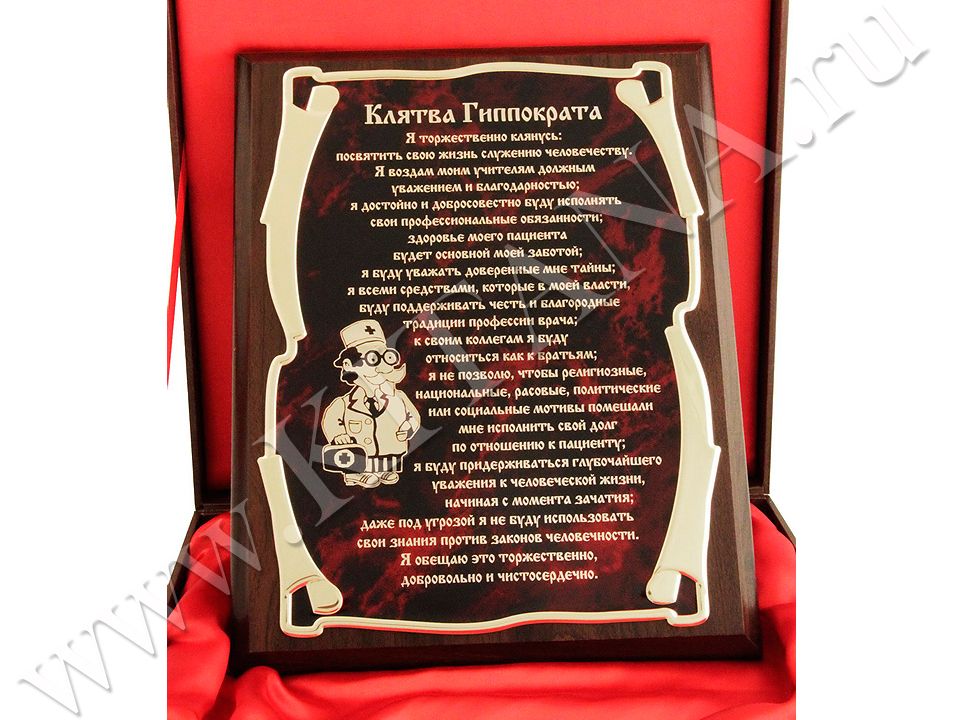 Клятва Гиппократа
Я торжественно клянусь:
посвятить свою жизнь служению человечеству.
Я воздам моим учителям должным
уважением и благодарностью;
я достойно и добросовестно буду исполнять
свои профессиональные обязанности;
здоровье моего пациента
будет основной моей заботой;
я буду уважать доверенные мне тайны;
я всеми средствами, которые в моей власти,
буду поддерживать честь и благородные
традиции профессии врача;
к своим коллегам я буду
относиться как к братьям;
я не позволю, чтобы религиозные,
национальные, расовые, политические
или социальные мотивы помешали
мне исполнить свой долг
по отношению к пациенту;
я буду придерживаться глубочайшего
уважения к человеческой жизни,
начиная с момента зачатия;
даже под угрозой я не буду использовать
свои знания против законов человечности.
Я обещаю это торжественно,
добровольно и чистосердечно.
www.KITANA.ru